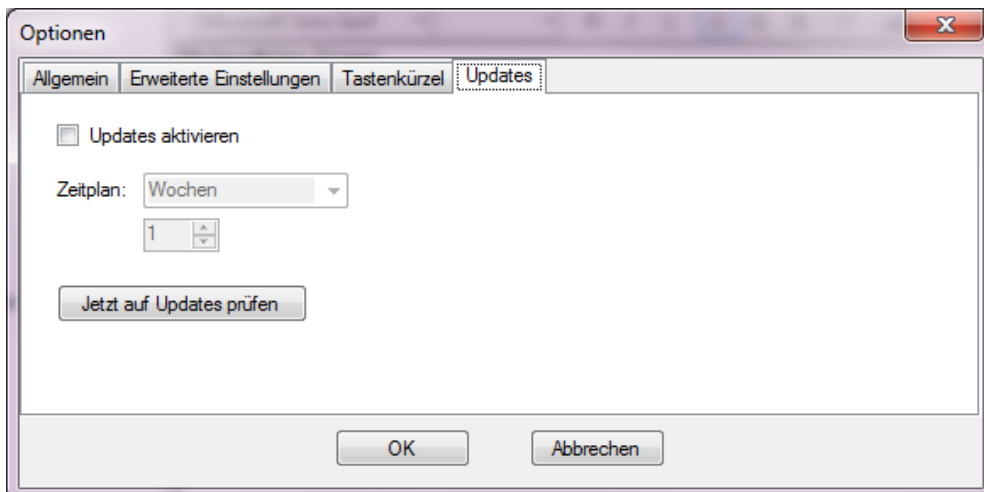 Optionen
Allgemein Erweiterte Einstellungen Tastenkürzel Updates
Updates aktivieren
Zeitplan: Wochen
1
Jetzt auf Updates prüfen
OK Abbrechen